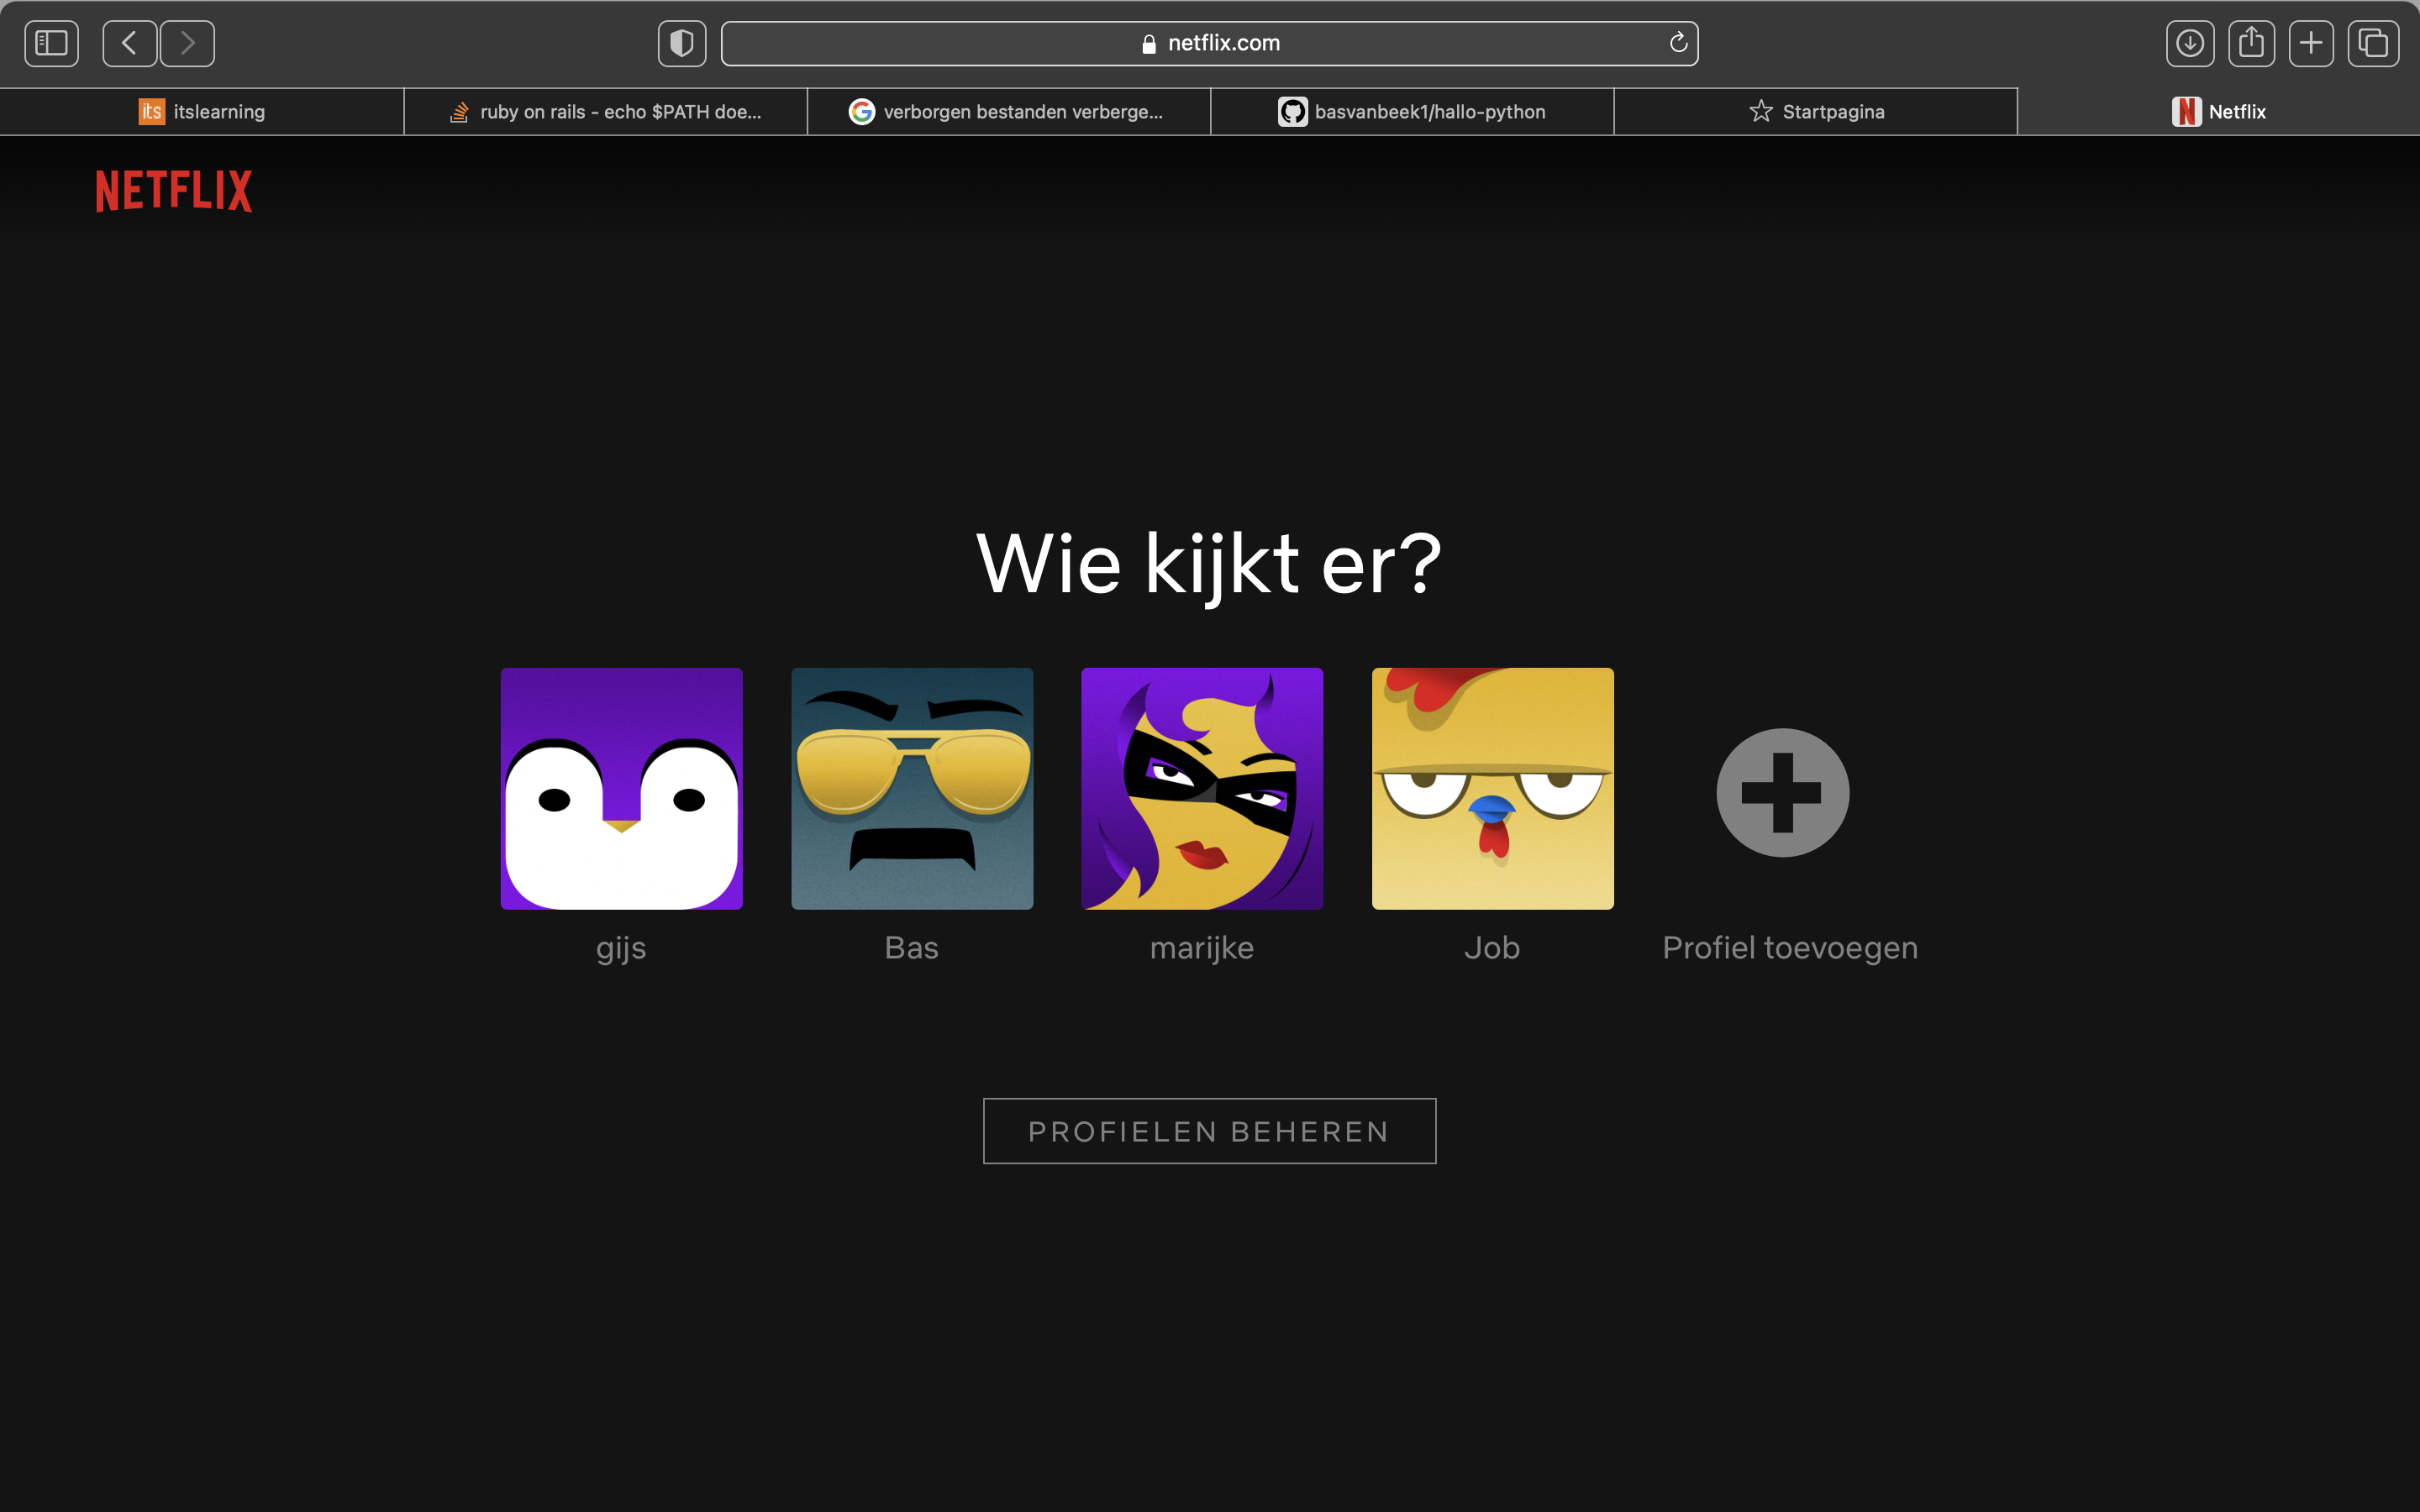 netflix.com
its itslearning
ruby on rails - echo $PATH doe...
verborgen bestanden verberge...
basvanbeek1/hallo-python
Startpagina
Netflix
NETFLIX
Wie kijkt er?
gijs
Bas
marijke
Job
Profiel toevoegen
PROFIELEN BEHEREN